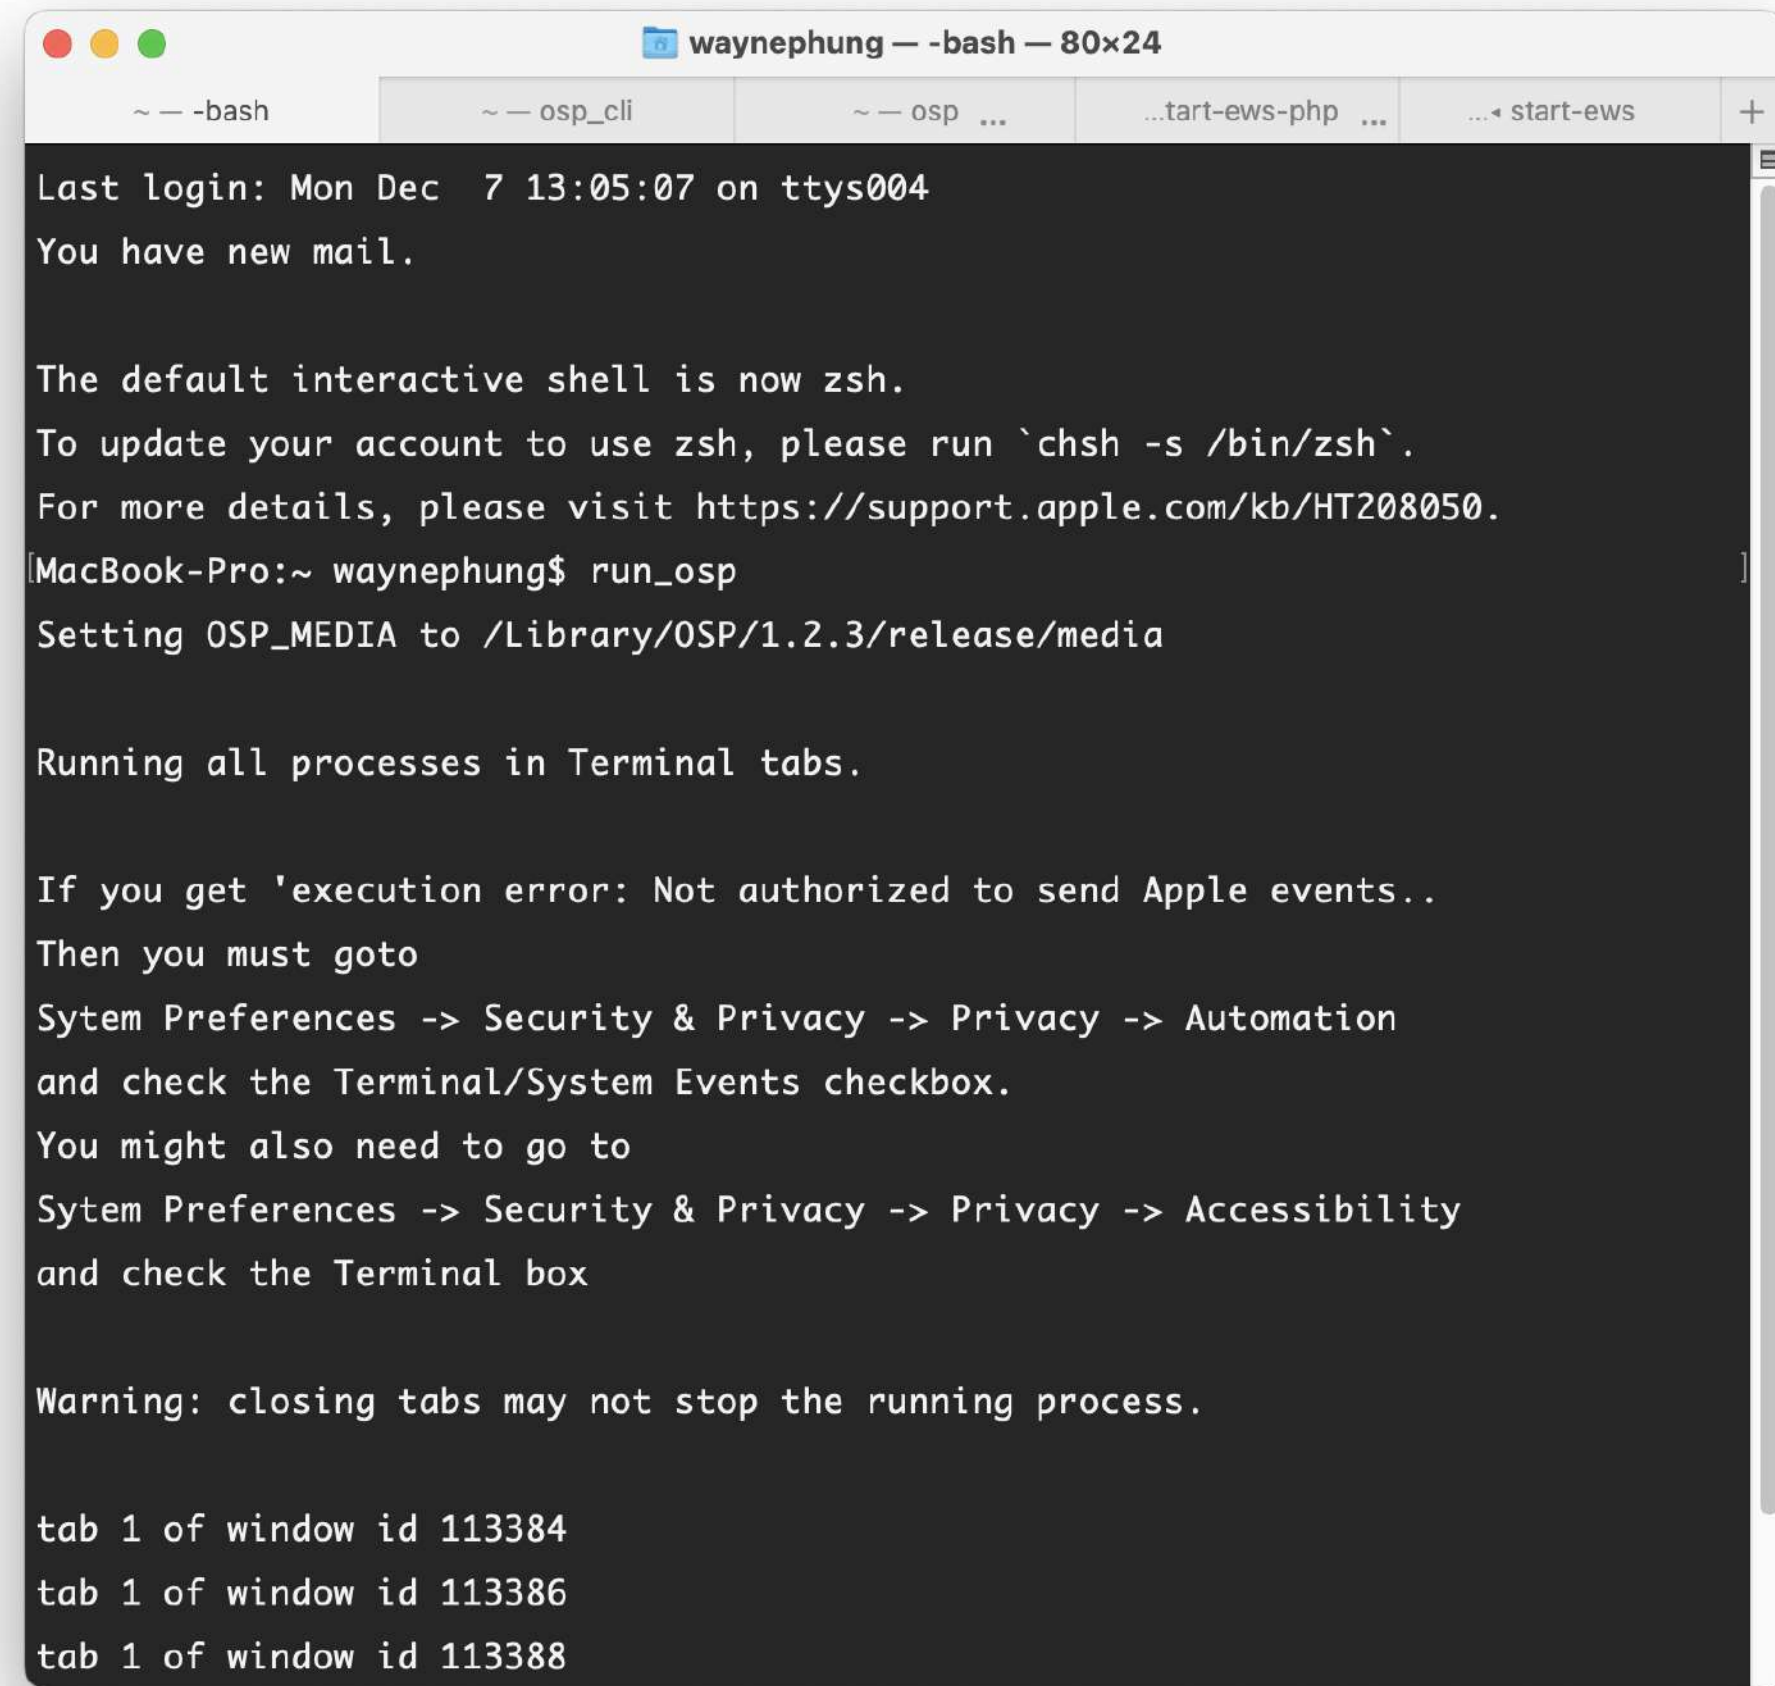 waynephung — -bash — 80×24
~ — -bash
~ — osp_cli
~ — osp ...
...tart-ews-php ...
...◂ start-ews
+
Last login: Mon Dec  7 13:05:07 on ttys004
You have new mail.
The default interactive shell is now zsh.
To update your account to use zsh, please run `chsh -s /bin/zsh`.
For more details, please visit https://support.apple.com/kb/HT208050.
[MacBook-Pro:~ waynephung$ run_osp ]
Setting OSP_MEDIA to /Library/OSP/1.2.3/release/media
Running all processes in Terminal tabs.
If you get 'execution error: Not authorized to send Apple events..
Then you must goto
Sytem Preferences -> Security & Privacy -> Privacy -> Automation
and check the Terminal/System Events checkbox.
You might also need to go to
Sytem Preferences -> Security & Privacy -> Privacy -> Accessibility
and check the Terminal box
Warning: closing tabs may not stop the running process.
tab 1 of window id 113384
tab 1 of window id 113386
tab 1 of window id 113388